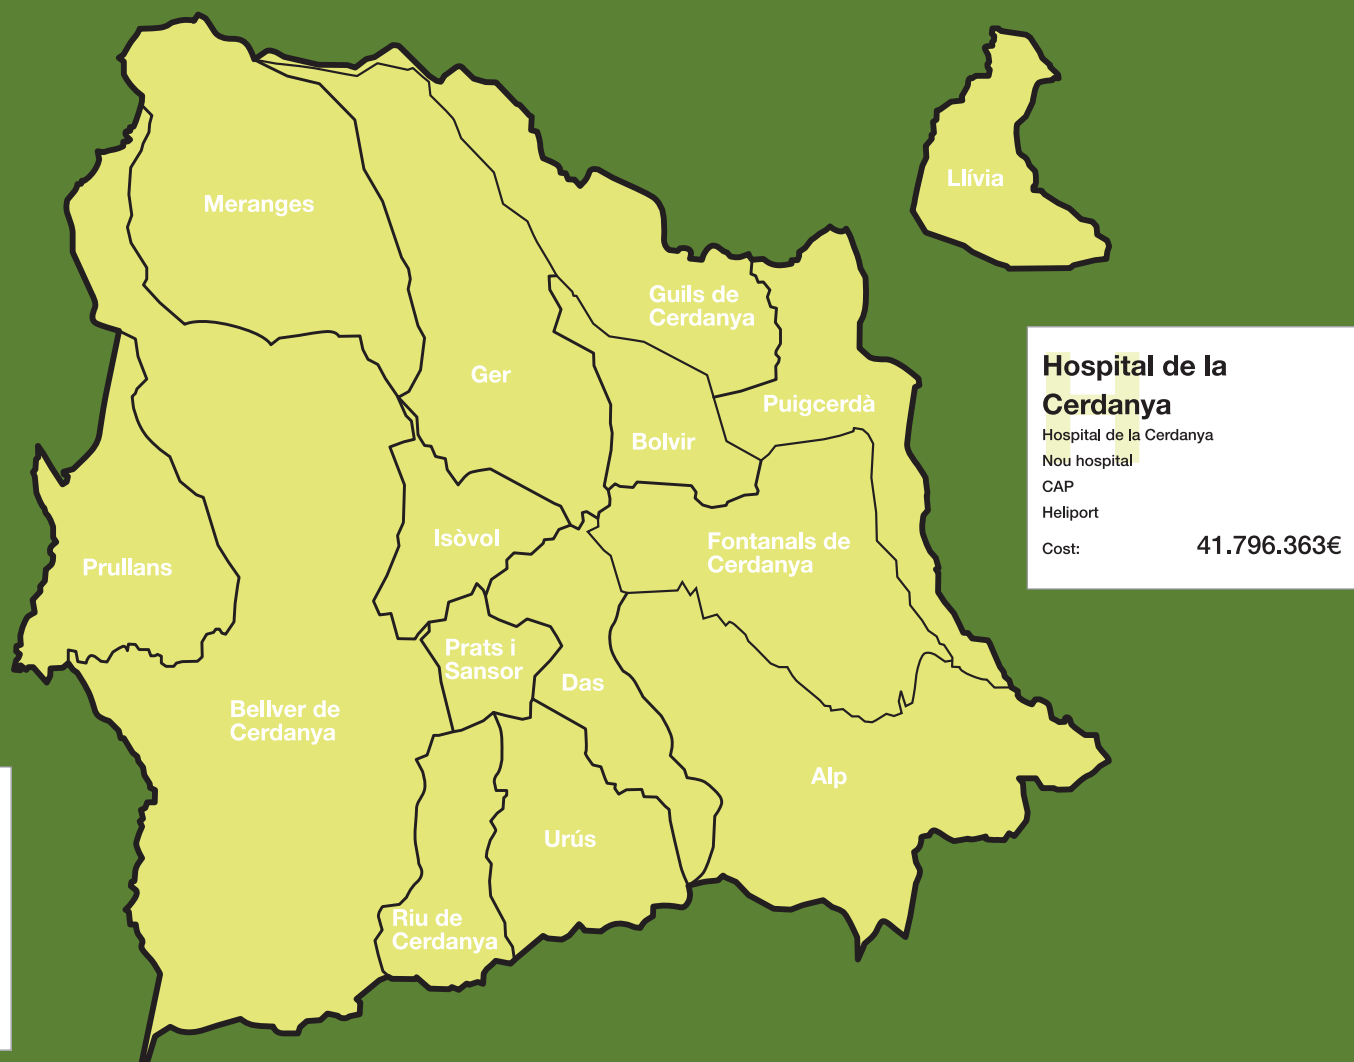 Llívia
Meranges
Guils de
Cerdanya
Ger
Puigcerdà
Bolvir
Isòvol
Fontanals de
Cerdanya
Prullans
Prats i
Sansor
Das
Bellver de
Cerdanya
Alp
Urús
Riu de
Cerdanya
H
Hospital de la
Cerdanya
Hospital de la Cerdanya
Nou hospital
CAP
Heliport
Cost: 41.796.363€